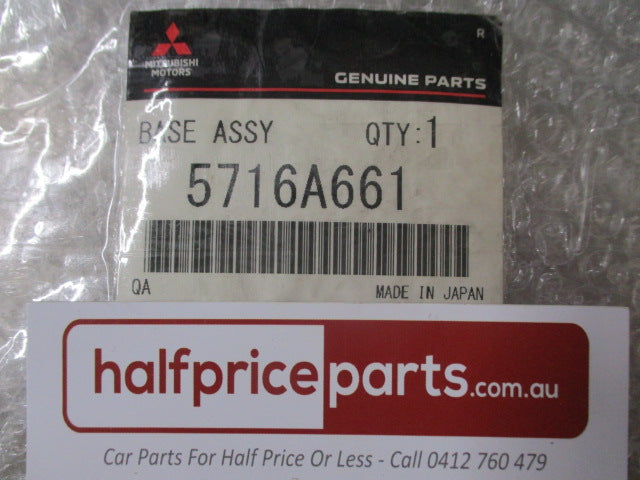 R
MITSUBISHI
MOTORS
GENUINE PARTS
BASE ASSY QTY:1
5716A661
QA MADE IN JAPAN
halfpriceparts.com.au
Car Parts For Half Price Or Less - Call 0412 760 479